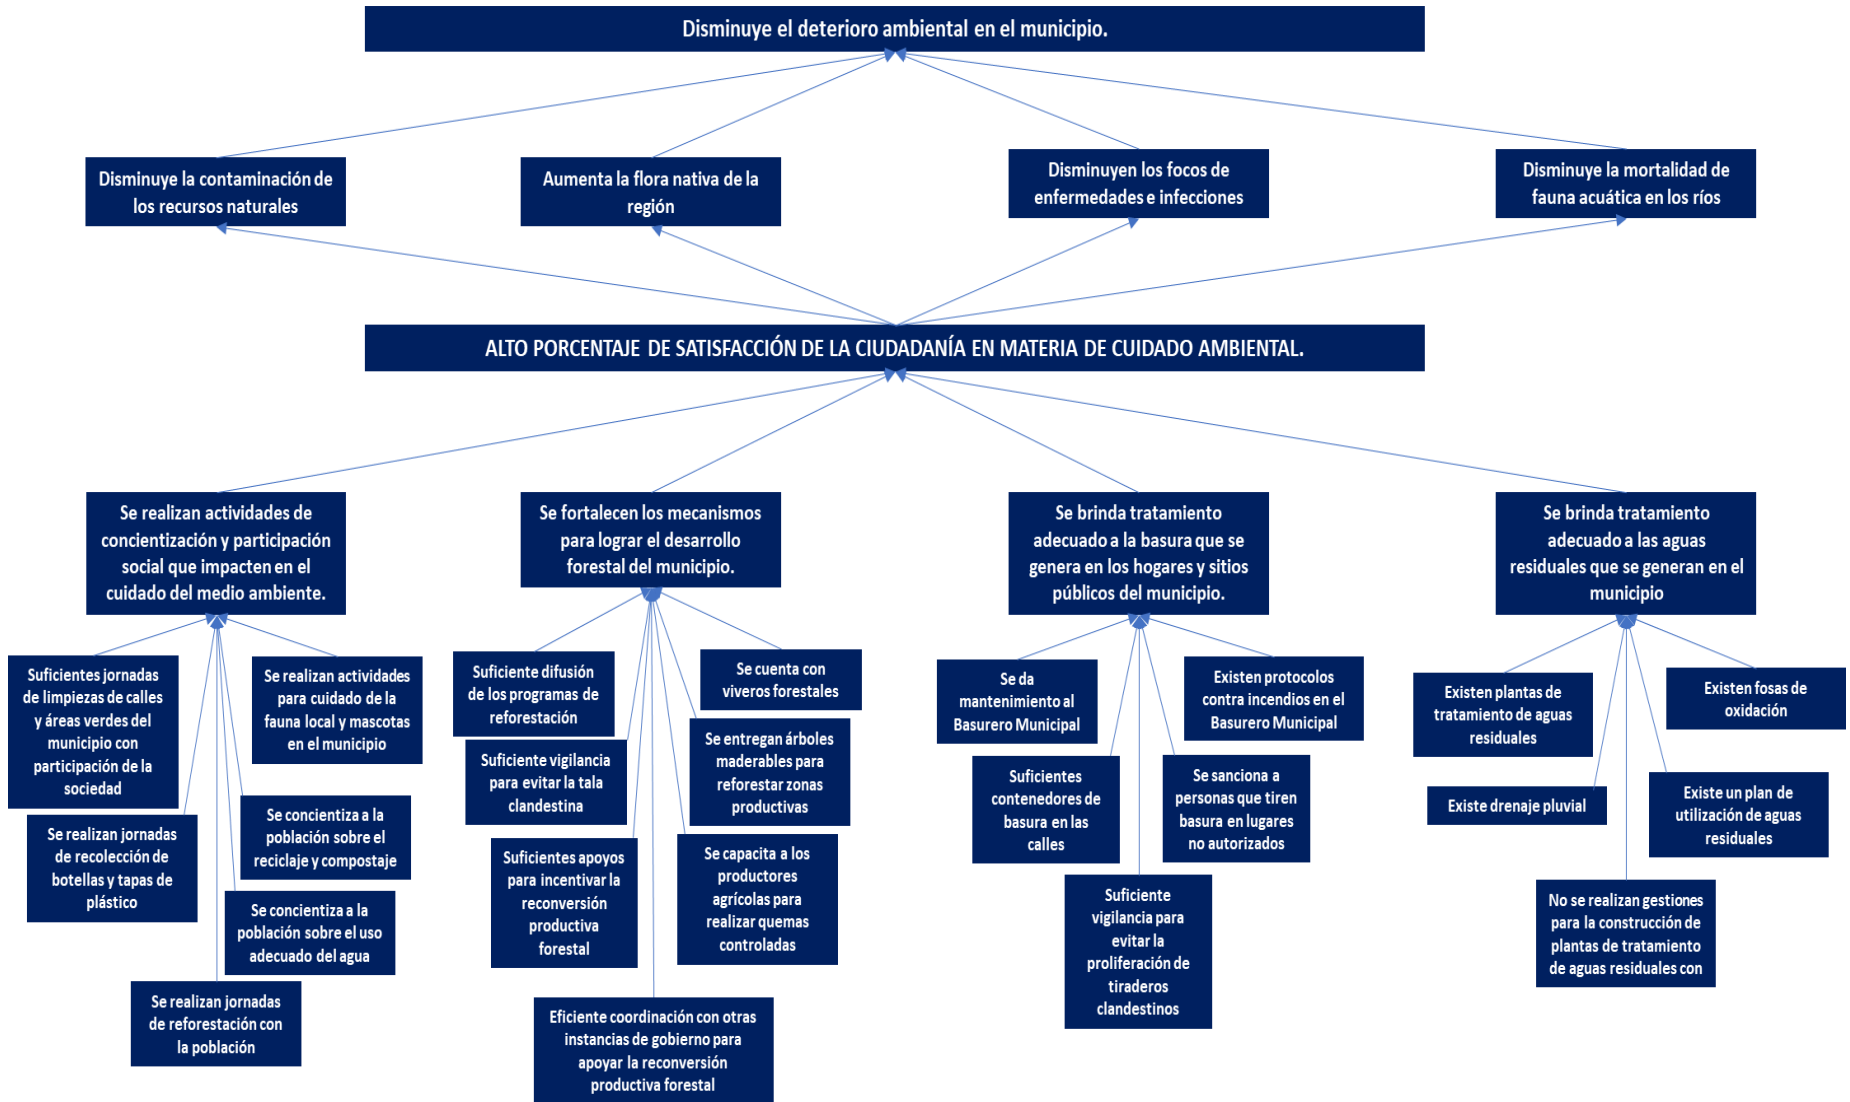 Disminuye el deterioro ambiental en el municipio.
Disminuye la contaminación de
los recursos naturales
Aumenta la flora nativa de la
región
Disminuyen los focos de
enfermedades e infecciones
Disminuye la mortalidad de
fauna acuática en los ríos
ALTO PORCENTAJE DE SATISFACCIÓN DE LA CIUDADANÍA EN MATERIA DE CUIDADO AMBIENTAL.
Se realizan actividades de
concientización y participación
social que impacten en el
cuidado del medio ambiente.
Se fortalecen los mecanismos
para lograr el desarrollo
forestal del municipio.
Se brinda tratamiento
adecuado a la basura que se
genera en los hogares y sitios
públicos del municipio.
Se brinda tratamiento
adecuado a las aguas
residuales que se generan en el
municipio
Suficientes jornadas
de limpiezas de calles
y áreas verdes del
municipio con
participación de la
sociedad
Se realizan actividades
para cuidado de la
fauna local y mascotas
en el municipio
Se realizan jornadas
de recolección de
botellas y tapas de
plástico
Se concientiza a la
población sobre el
reciclaje y compostaje
Se concientiza a la
población sobre el uso
adecuado del agua
Se realizan jornadas
de reforestación con
la población
Suficiente difusión
de los programas de
reforestación
Se cuenta con
viveros forestales
Suficiente vigilancia
para evitar la tala
clandestina
Se entregan árboles
maderables para
reforestar zonas
productivas
Suficientes apoyos
para incentivar la
reconversión
productiva
forestal
Se capacita a los
productores
agrícolas para
realizar quemas
controladas
Eficiente coordinación con otras
instancias de gobierno para
apoyar la reconversión
productiva forestal
Se da
mantenimiento al
Basurero Municipal
Existen protocolos
contra incendios en el
Basurero Municipal
Suficientes
contenedores de
basura en las
calles
Se sanciona a
personas que tiren
basura en lugares
no autorizados
Suficiente
vigilancia para
evitar la
proliferación de
tiraderos
clandestinos
Existen plantas de
tratamiento de aguas
residuales
Existen fosas de
oxidación
Existe drenaje pluvial
Existe un plan de
utilización de aguas
residuales
No se realizan gestiones
para la construcción de
plantas de tratamiento
de aguas residuales con